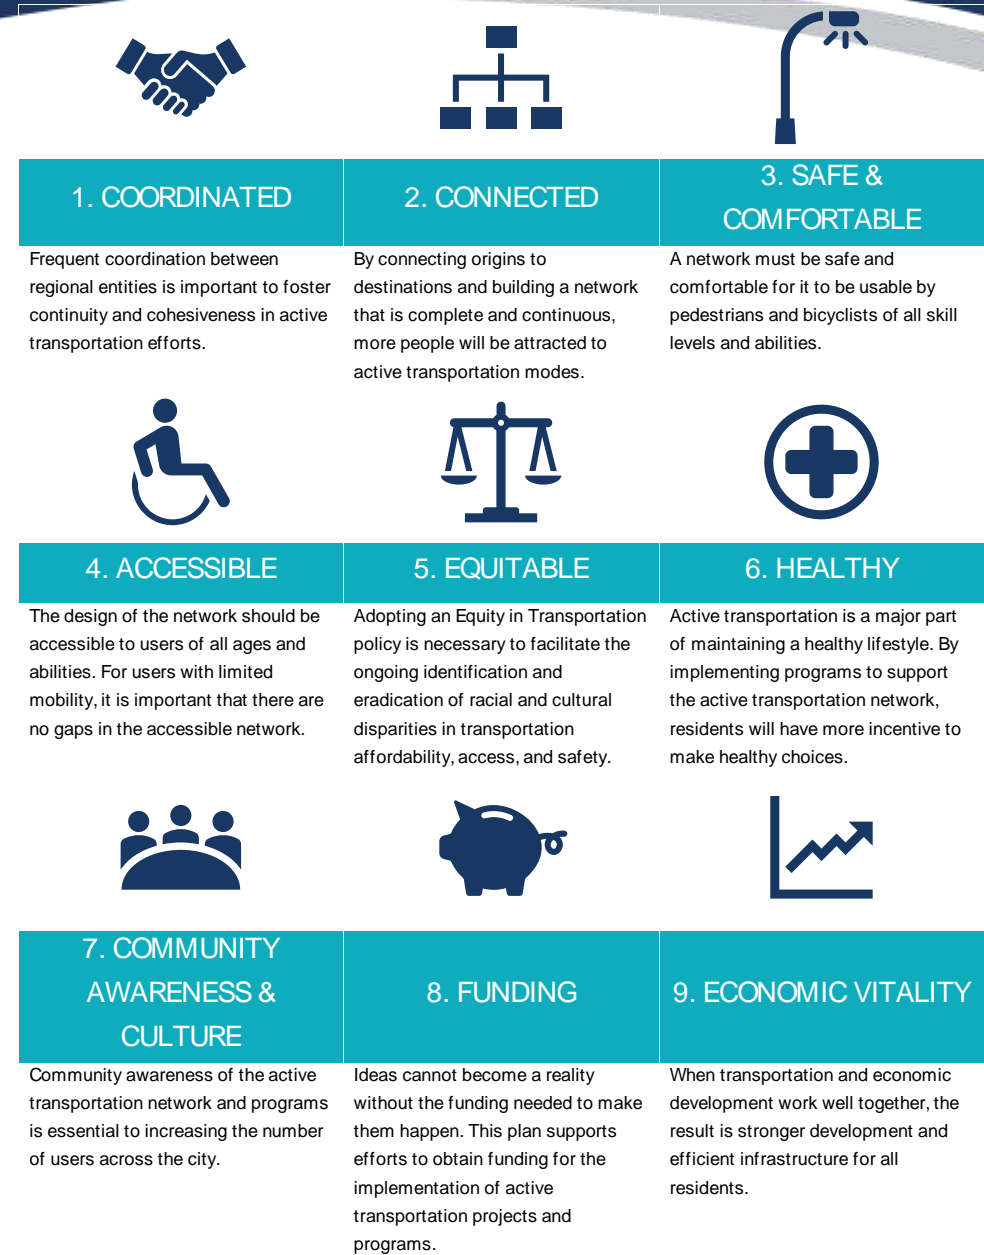 1. COORDINATED
2. CONNECTED
3. SAFE &
COMFORTABLE
Frequent coordination between
regional entities is important to foster
continuity and cohesiveness in active
transportation efforts.
By connecting origins to
destinations and building a network
that is complete and continuous,
more people will be attracted to
active transportation modes.
A network must be safe and
comfortable for it to be usable by
pedestrians and bicyclists of all skill
levels and abilities.
4. ACCESSIBLE
5. EQUITABLE
6. HEALTHY
The design of the network should be
accessible to users of all ages and
abilities. For users with limited
mobility, it is important that there are
no gaps in the accessible network.
Adopting an Equity in Transportation
policy is necessary to facilitate the
ongoing identification and
eradication of racial and cultural
disparities in transportation
affordability, access, and safety.
Active transportation is a major part
of maintaining a healthy lifestyle. By
implementing programs to support
the active transportation network,
residents will have more incentive to
make healthy choices.
7. COMMUNITY
AWARENESS &
CULTURE
8. FUNDING
9. ECONOMIC VITALITY
Community awareness of the active
transportation network and programs
is essential to increasing the number
of users across the city.
Ideas cannot become a reality
without the funding needed to make
them happen. This plan supports
efforts to obtain funding for the
implementation of active
transportation projects and
programs.
When transportation and economic
development work well together, the
result is stronger development and
efficient infrastructure for all
residents.